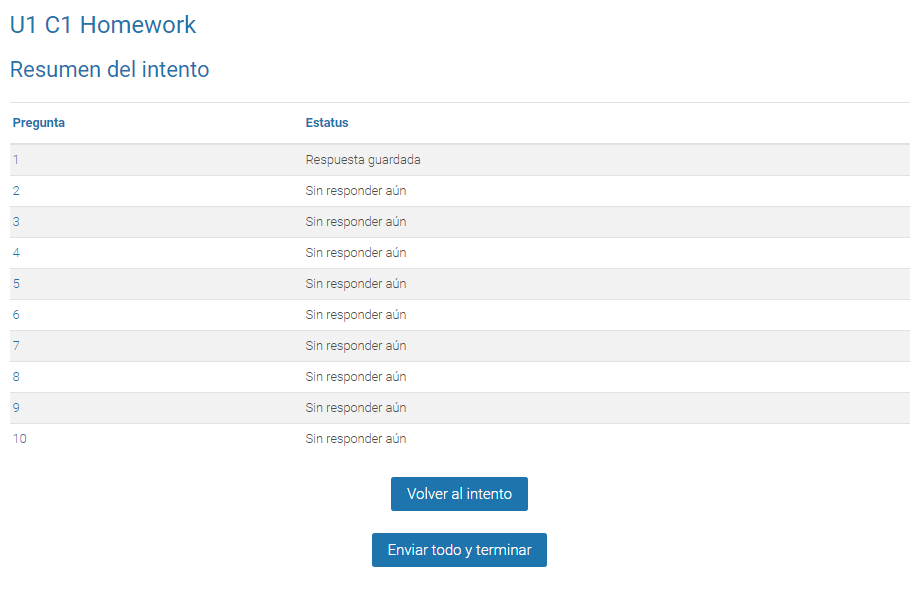 U1 C1 Homework
Resumen del intento
Pregunta Estatus
1 Respuesta guardada
2 Sin responder aún
3 Sin responder aún
4 Sin responder aún
5 Sin responder aún
6 Sin responder aún
7 Sin responder aún
8 Sin responder aún
9 Sin responder aún
10 Sin responder aún
Volver al intento
Enviar todo y terminar